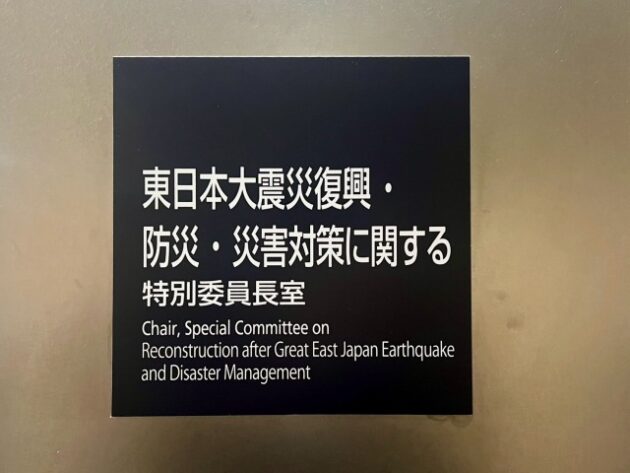 東日本大震災復興・
防災・災害対策に関する
特別委員長室
Chair, Special Committee on
Reconstruction after Great East Japan Earthquake
and Disaster Management